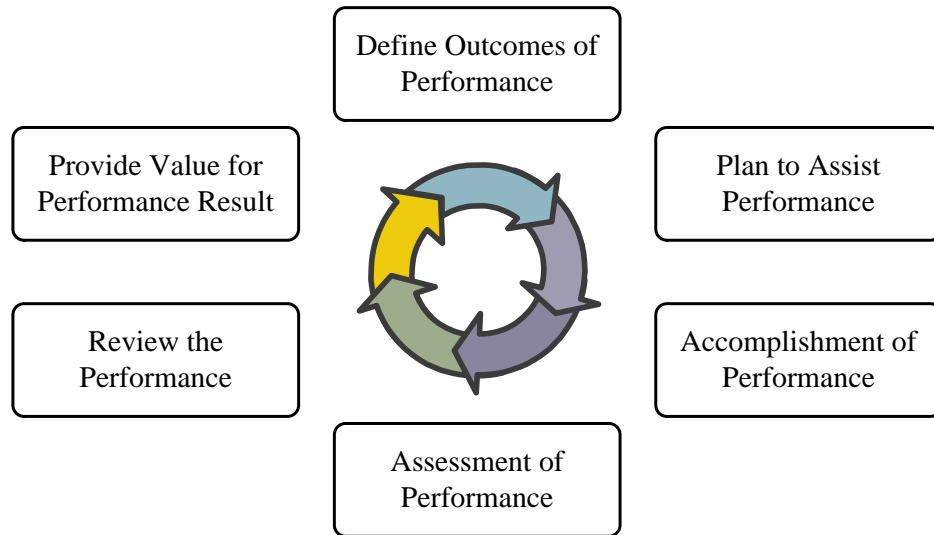 Define Outcomes of
Performance
Provide Value for
Performance Result
Plan to Assist
Performance
Review the
Performance
Accomplishment of
Performance
Assessment of
Performance